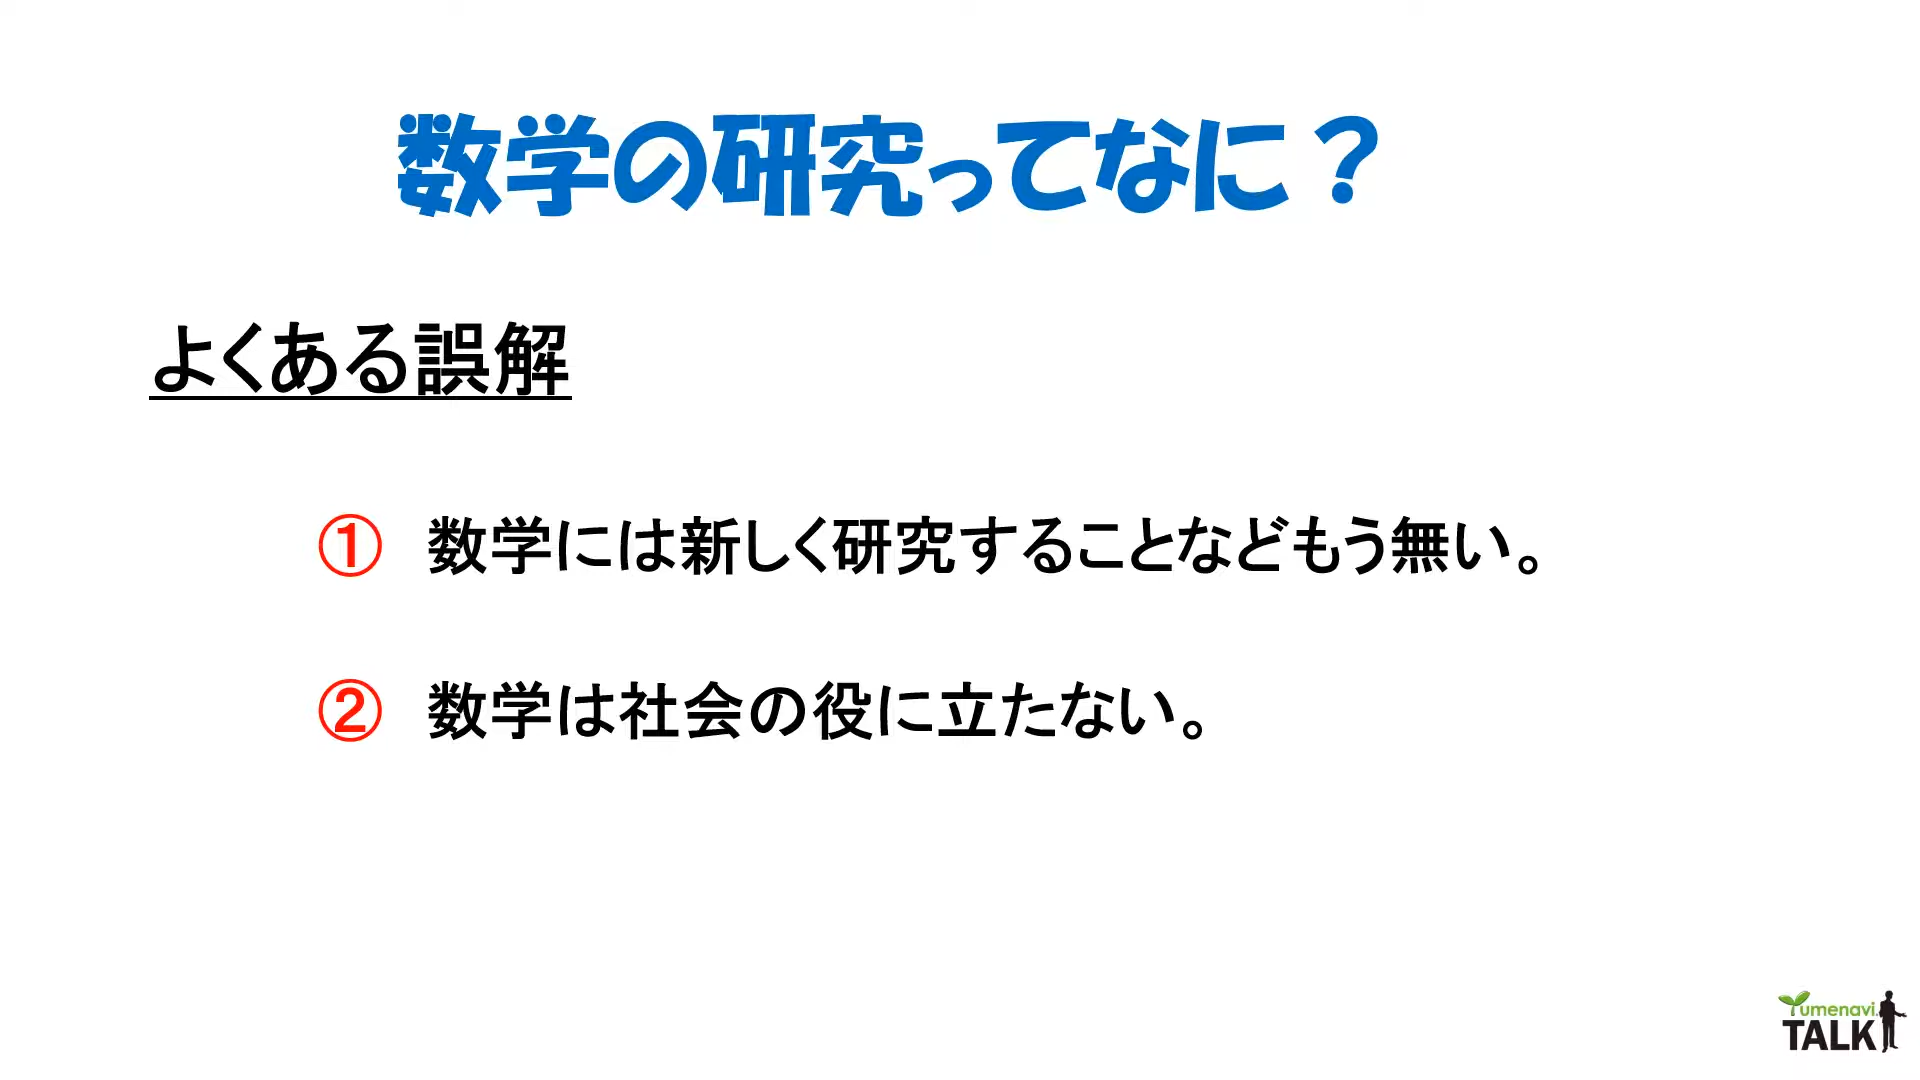 数学の研究ってなに？
よくある誤解
① 数学には新しく研究することなどもう無い。
② 数学は社会の役に立たない。
Yumenavi
TALK